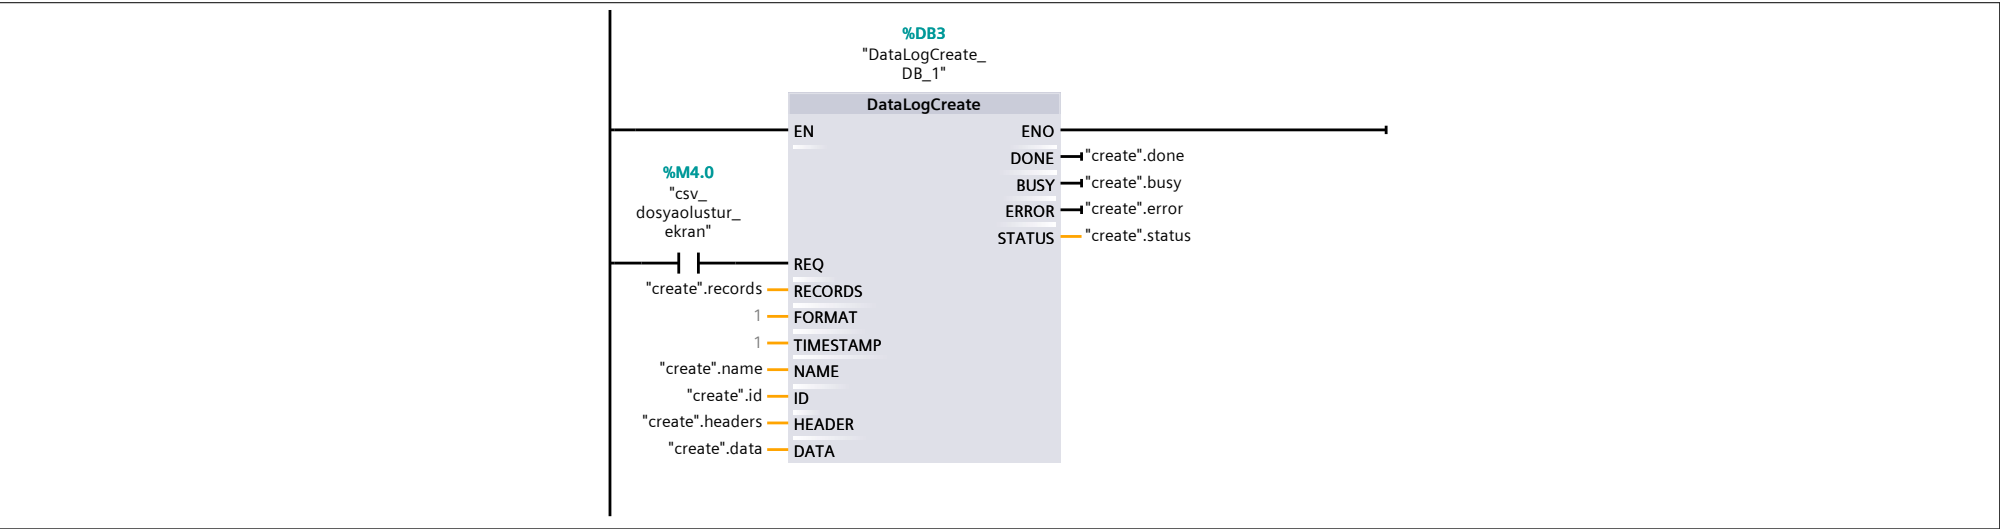 %DB3
"DataLogCreate_
DB_1"
DataLogCreate
EN
ENO
DONE
"create".done
BUSY
"create".busy
ERROR
"create".error
STATUS
"create".status
%M4.0
"csv_
dosyaolustur_
ekran"
REQ
"create".records
RECORDS
1
FORMAT
1
TIMESTAMP
"create".name
NAME
"create".id
ID
"create".headers
HEADER
"create".data
DATA